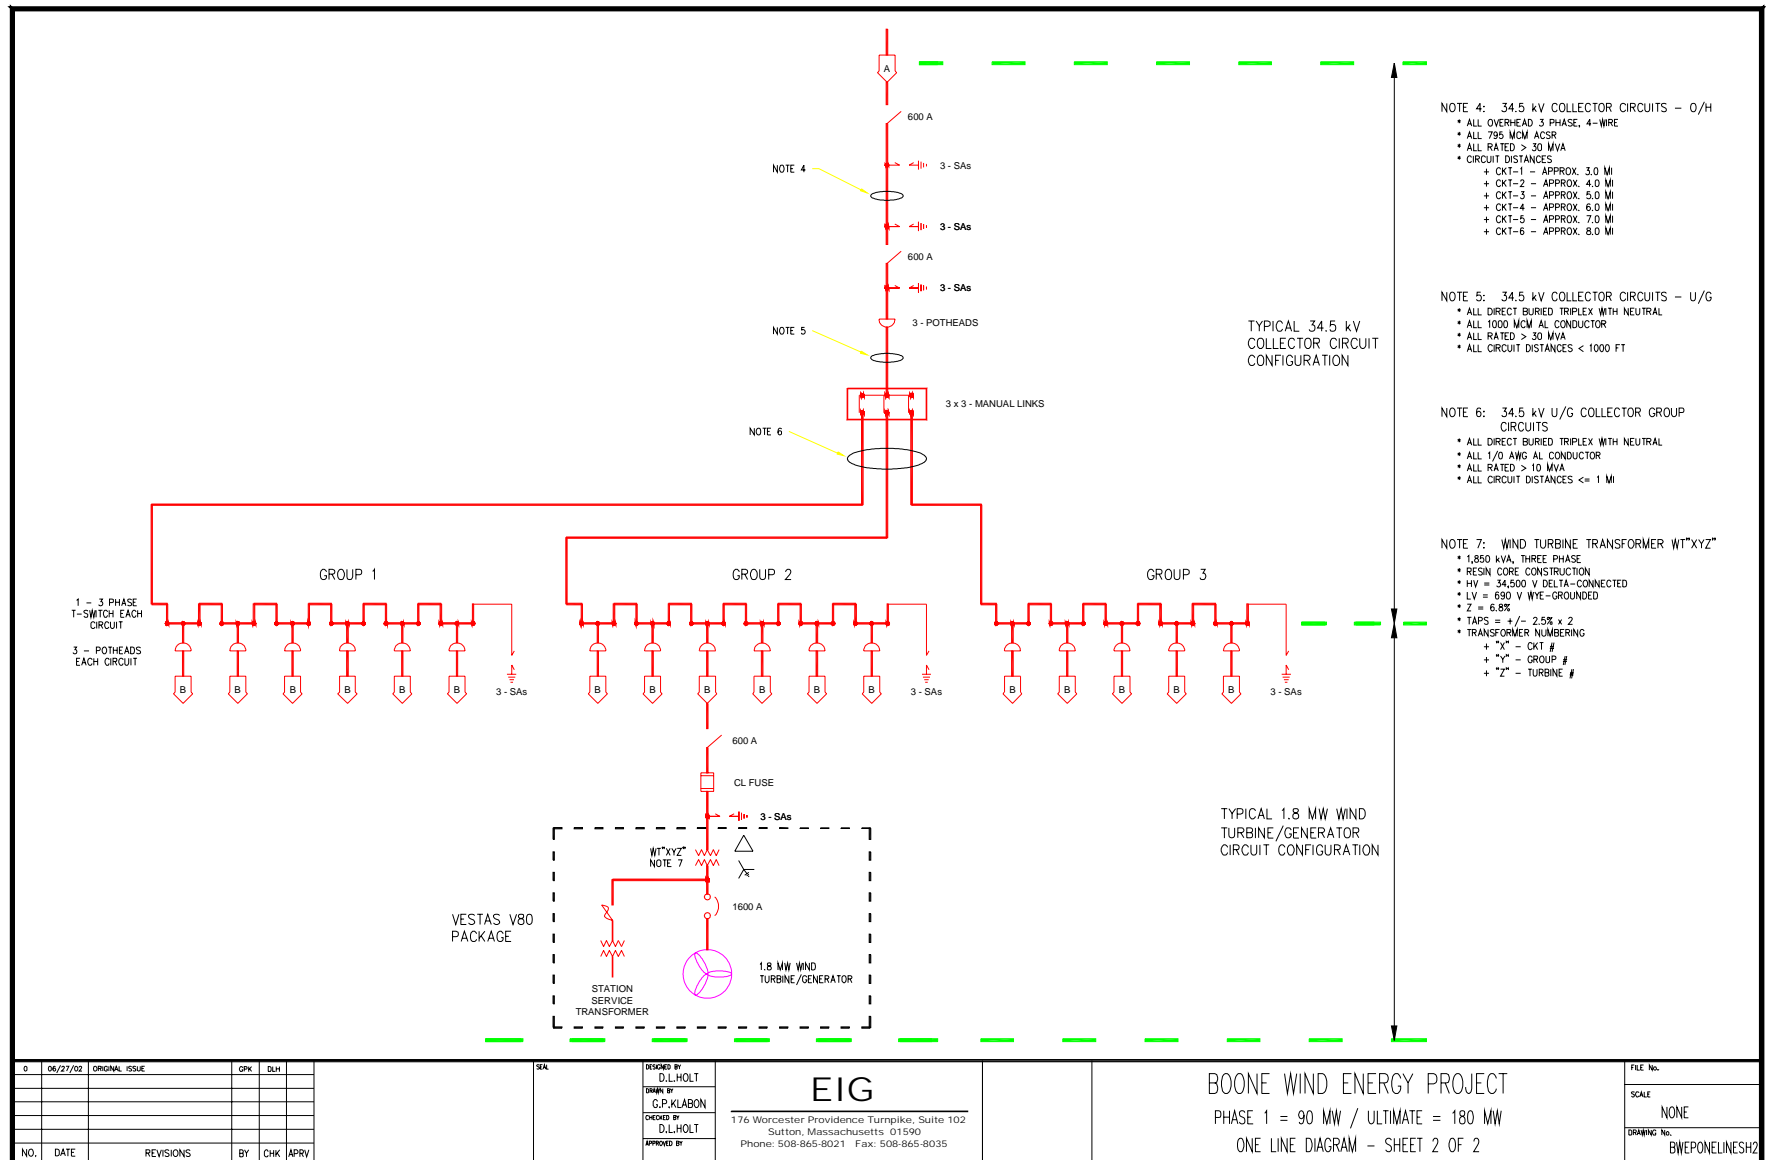 A
600 A
3 - SAs
NOTE 4
3 - SAs
600 A
3 - SAs
3 - POTHEADS
NOTE 5
3 x 3 - MANUAL LINKS
NOTE 6
TYPICAL 34.5 kV
COLLECTOR CIRCUIT
CONFIGURATION
NOTE 4: 34.5 kV COLLECTOR CIRCUITS - O/H
* ALL OVERHEAD 3 PHASE, 4-WIRE
* ALL 795 MCM ACSR
* ALL RATED > 30 MVA
* CIRCUIT DISTANCES
+ CKT-1 - APPROX. 3.0 MI
+ CKT-2 - APPROX. 4.0 MI
+ CKT-3 - APPROX. 5.0 MI
+ CKT-4 - APPROX. 6.0 MI
+ CKT-5 - APPROX. 7.0 MI
+ CKT-6 - APPROX. 8.0 MI
NOTE 5: 34.5 kV COLLECTOR CIRCUITS - U/G
* ALL DIRECT BURIED TRIPLEX WITH NEUTRAL
* ALL 1000 MCM AL CONDUCTOR
* ALL RATED > 30 MVA
* ALL CIRCUIT DISTANCES < 1000 FT
NOTE 6: 34.5 kV U/G COLLECTOR GROUP
CIRCUITS
* ALL DIRECT BURIED TRIPLEX WITH NEUTRAL
* ALL 1/0 AWG AL CONDUCTOR
* ALL RATED > 10 MVA
* ALL CIRCUIT DISTANCES <= 1 MI
NOTE 7: WIND TURBINE TRANSFORMER WT"XYZ"
* 1,850 kVA, THREE PHASE
* RESIN CORE CONSTRUCTION
* HV = 34,500 V DELTA-CONNECTED
* LV = 690 V WYE-GROUNDED
* Z = 6.8%
* TAPS = +/- 2.5% x 2
* TRANSFORMER NUMBERING
+ "X" - CKT #
+ "Y" - GROUP #
+ "Z" - TURBINE #
GROUP 1
GROUP 2
GROUP 3
1 - 3 PHASE
T-SWITCH EACH
CIRCUIT
3 - POTHEADS
EACH CIRCUIT
B B B B B B
3 - SAs
B B B B B B
3 - SAs
B B B B B
3 - SAs
600 A
CL FUSE
3 - SAs
WT"XYZ"
NOTE 7
1600 A
VESTAS V80
PACKAGE
1.8 MW WIND
TURBINE/GENERATOR
STATION
SERVICE
TRANSFORMER
TYPICAL 1.8 MW WIND
TURBINE/GENERATOR
CIRCUIT CONFIGURATION
0 06/27/02 ORIGINAL ISSUE GPK DLH
NO. DATE REVISIONS BY CHK APRV
SEAL
DESIGNED BY
D.L.HOLT
DRAWN BY
G.P.KLABON
CHECKED BY
D.L.HOLT
APPROVED BY
EIG
176 Worcester Providence Turnpike, Suite 102
Sutton, Massachusetts 01590
Phone: 508-865-8021 Fax: 508-865-8035
BOONE WIND ENERGY PROJECT
PHASE 1 = 90 MW / ULTIMATE = 180 MW
ONE LINE DIAGRAM - SHEET 2 OF 2
FILE No.
SCALE
NONE
DRAWING No.
BWEPONELINESH2